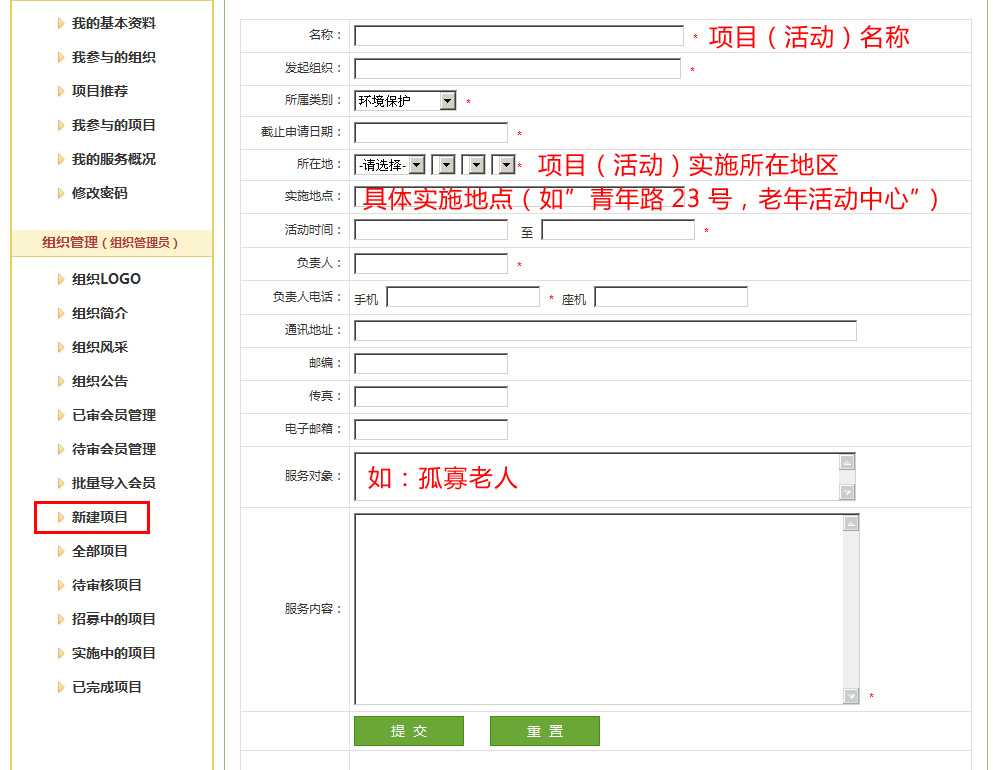 我的基本资料
我参与的组织
项目推荐
我参与的项目
我的服务概况
修改密码
组织管理（组织管理员）
组织LOGO
组织简介
组织风采
组织公告
已审会员管理
待审会员管理
批量导入会员
新建项目
全部项目
待审核项目
招募中的项目
实施中的项目
已完成项目
名称： * 项目（活动）名称
发起组织： *
所属类别： 环境保护 *
截止申请日期： *
所在地： -请选择- * 项目（活动）实施所在地区
实施地点： 具体实施地点（如”青年路 23 号，老年活动中心”）
活动时间： 至 *
负责人： *
负责人电话： 手机 * 座机
通讯地址：
邮编：
传真：
电子邮箱：
服务对象： 如：孤寡老人
服务内容： *
提 交 重 置